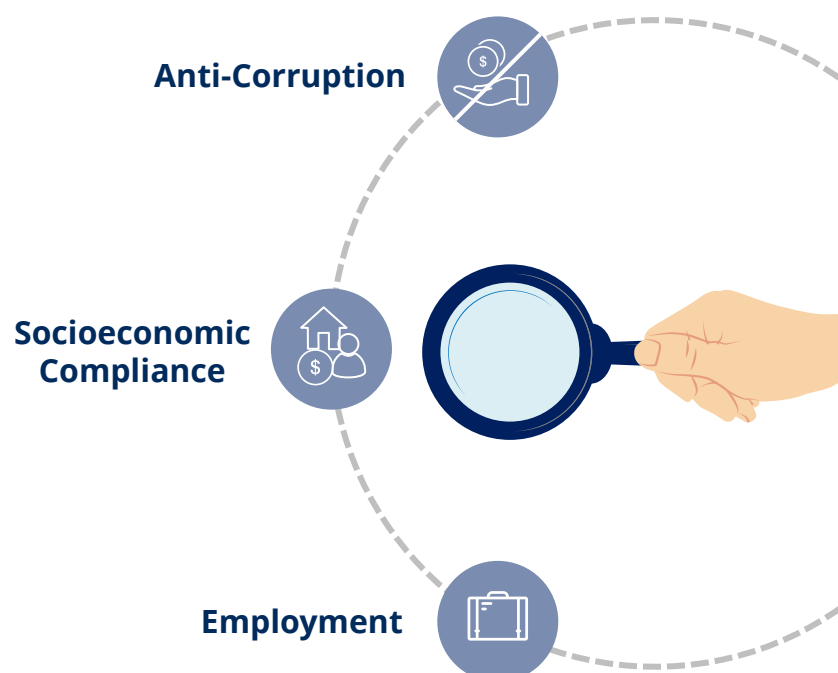 Anti-Corruption
$
Socioeconomic
Compliance
$
Employment